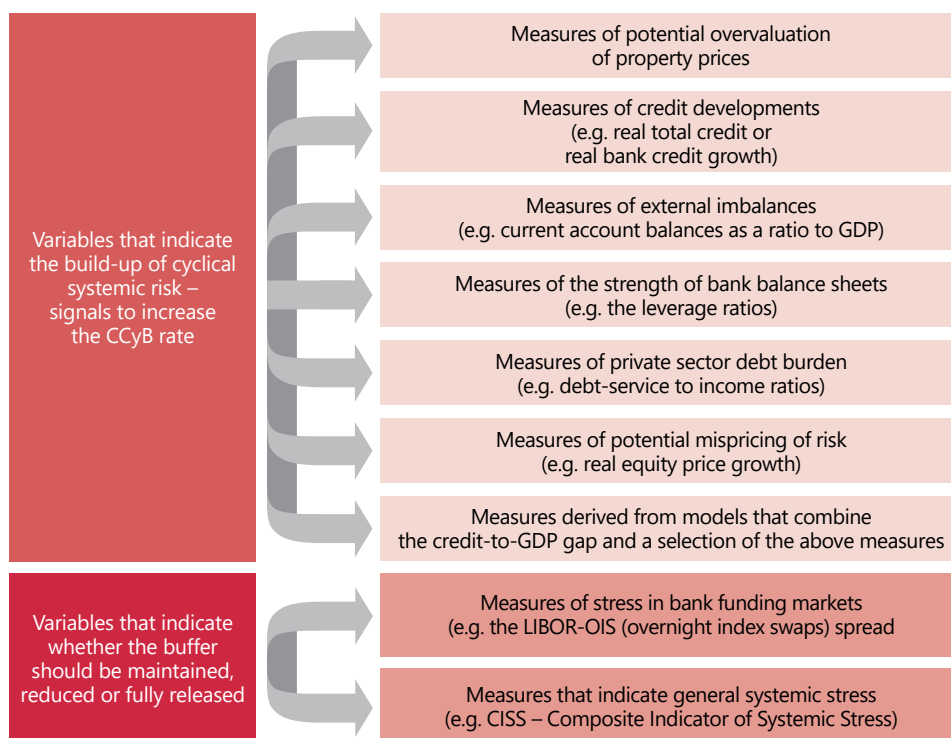 Variables that indicate
the build-up of cyclical
systemic risk –
signals to increase
the CCyB rate
Measures of potential overvaluation
of property prices
Measures of credit developments
(e.g. real total credit or
real bank credit growth)
Measures of external imbalances
(e.g. current account balances as a ratio to GDP)
Measures of the strength of bank balance sheets
(e.g. the leverage ratios)
Measures of private sector debt burden
(e.g. debt-service to income ratios)
Measures of potential mispricing of risk
(e.g. real equity price growth)
Measures derived from models that combine
the credit-to-GDP gap and a selection of the above measures
Variables that indicate
whether the buffer
should be maintained,
reduced or fully released
Measures of stress in bank funding markets
(e.g. the LIBOR-OIS (overnight index swaps) spread
Measures that indicate general systemic stress
(e.g. CISS – Composite Indicator of Systemic Stress)